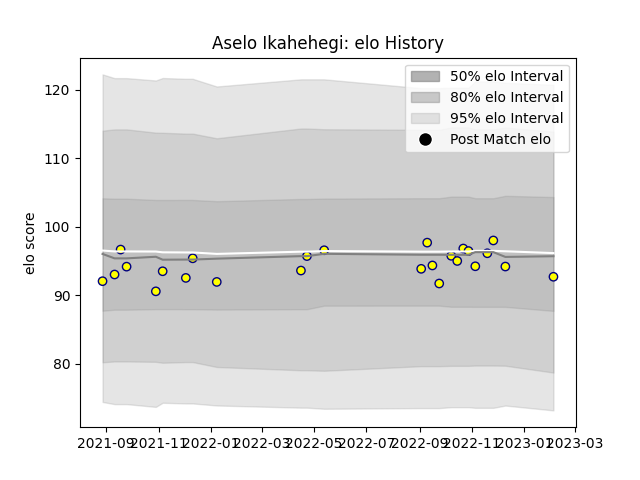 Aselo Ikahehegi: elo History
120
110
100
90
80
elo score
50% elo Interval
80% elo Interval
95% elo Interval
Post Match elo
2021-09 2021-11 2022-01 2022-03 2022-05 2022-07 2022-09 2022-11 2023-01 2023-03